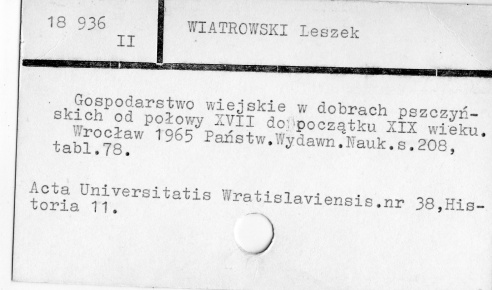 18 936
II
WIATROWSKI Leszek
Gospodarstwo wiejskie w dobrach pszczyń-
skich od połowy XVII do początku XIX wieku.
Wrocław 1965 Państw.Wydawn.Nauk.s.208,
tabl.78.
Acta Universitatis Wratislaviensis.nr 38,His-
toria 11.